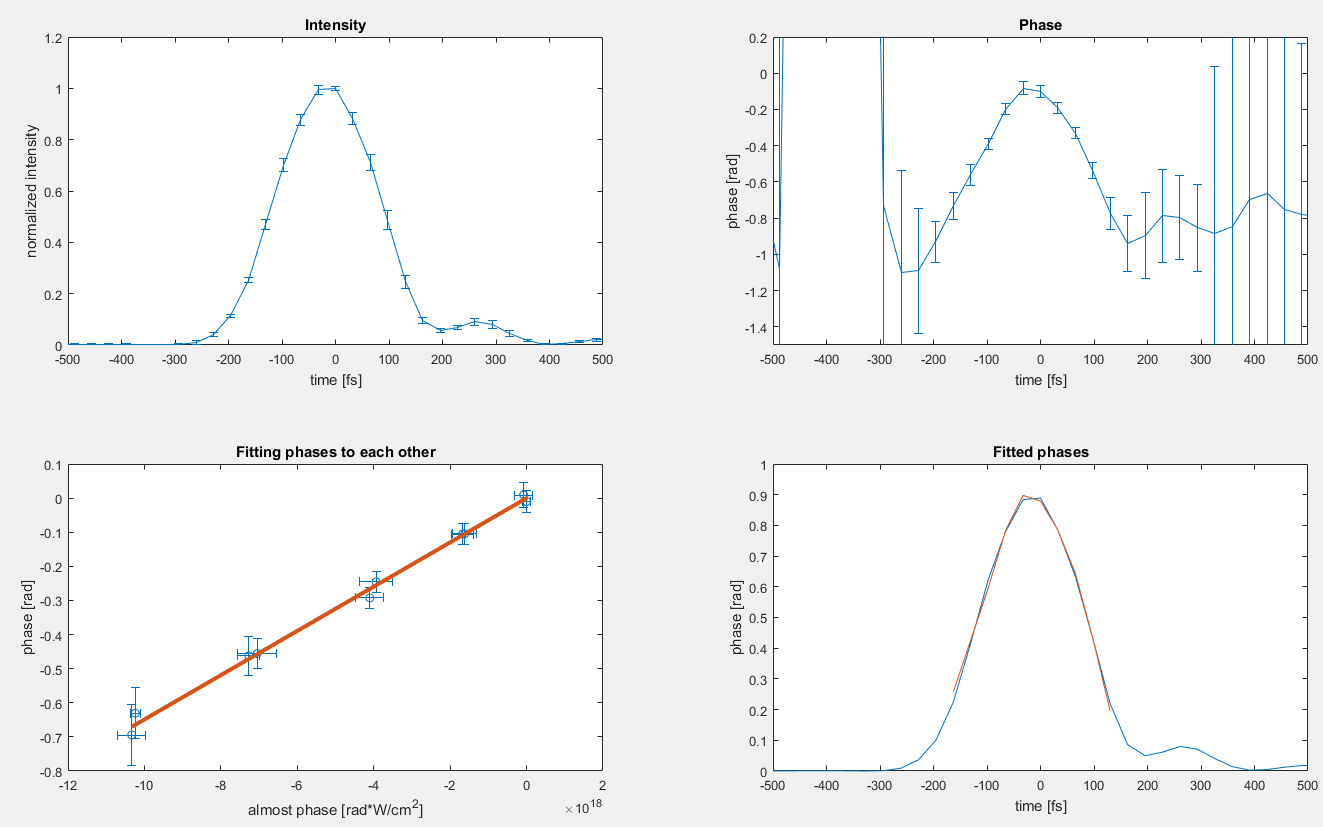 Intensity
normalized intensity
1.2
1
0.8
0.6
0.4
0.2
0
-500 -400 -300 -200 -100 0 100 200 300 400 500
time [fs]
Phase
phase [rad]
0.2
0
-0.2
-0.4
-0.6
-0.8
-1
-1.2
-1.4
-500 -400 -300 -200 -100 0 100 200 300 400 500
time [fs]
Fitting phases to each other
phase [rad]
0.1
0
-0.1
-0.2
-0.3
-0.4
-0.5
-0.6
-0.7
-0.8
-12 -10 -8 -6 -4 -2 0 2
almost phase [rad*W/cm²]
×10¹⁸
Fitted phases
phase [rad]
1
0.9
0.8
0.7
0.6
0.5
0.4
0.3
0.2
0.1
0
-500 -400 -300 -200 -100 0 100 200 300 400 500
time [fs]